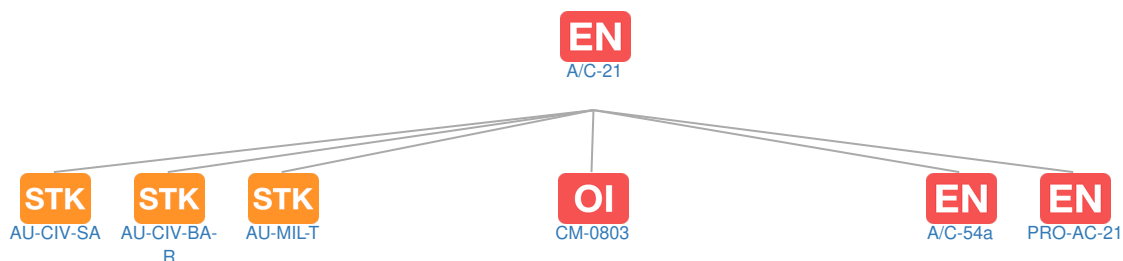 EN
A/C-21
STK STK STK OI EN EN
AU-CIV-SA AU-CIV-BA- AU-MIL-T CM-0803 A/C-54a PRO-AC-21
R